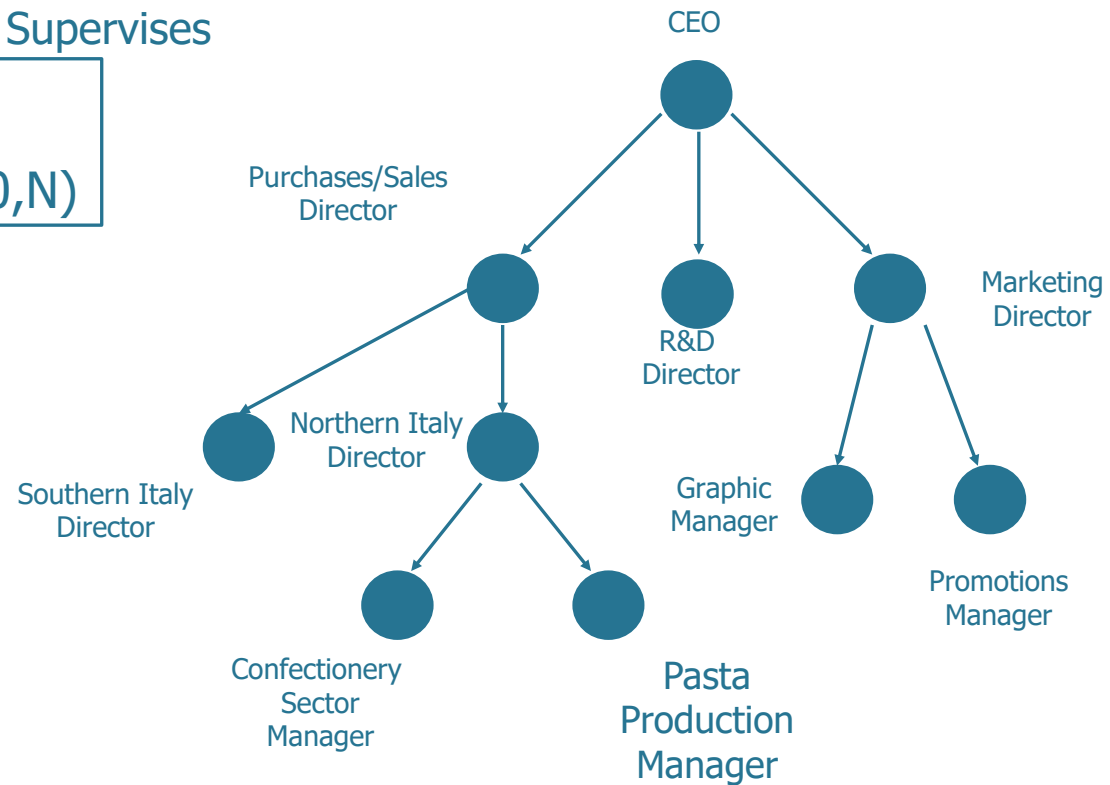 Supervises
CEO
,N)
Purchases/Sales
Director
Marketing
Director
R&D
Director
Northern Italy
Director
Southern Italy
Director
Graphic
Manager
Promotions
Manager
Confectionery
Sector
Manager
Pasta
Production
Manager